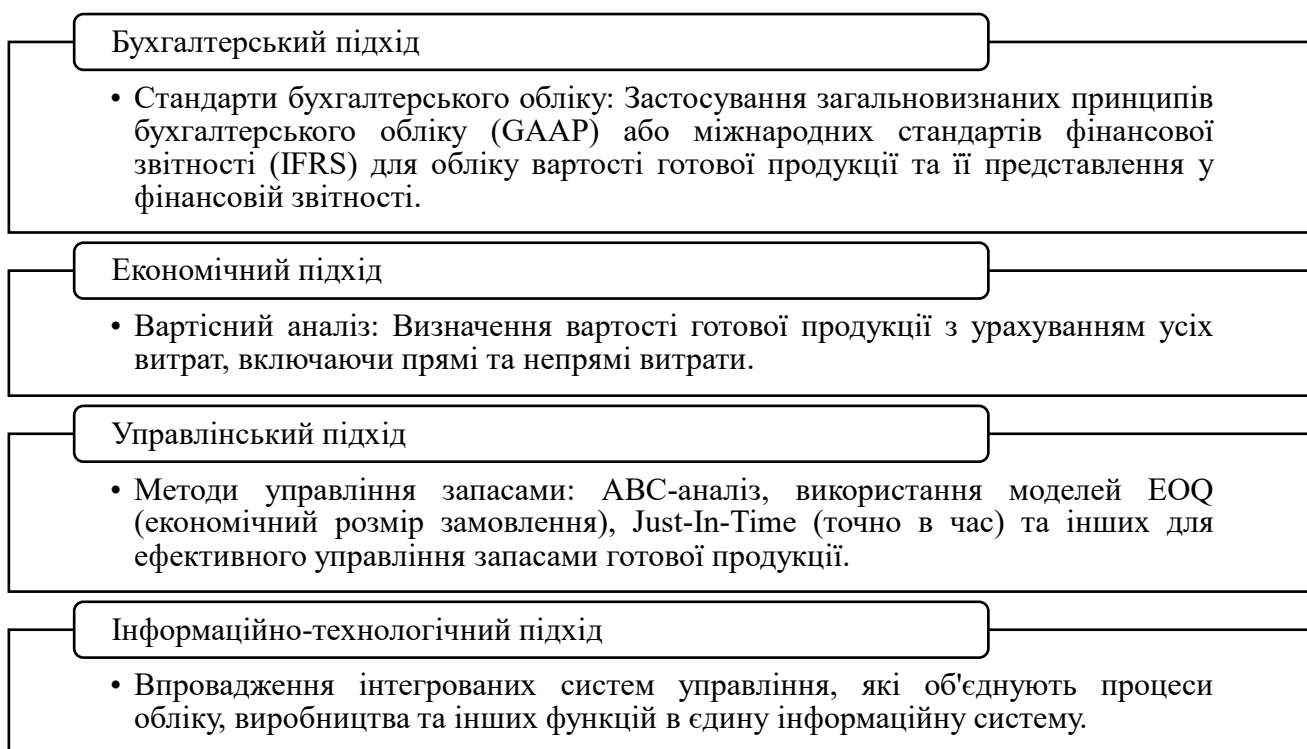 Бухгалтерський підхід
• Стандарти бухгалтерського обліку: Застосування загальновизнаних принципів
бухгалтерського обліку (GAAP) або міжнародних стандартів фінансової
звітності (IFRS) для обліку вартості готової продукції та її представлення у
фінансовій звітності.
Економічний підхід
• Вартісний аналіз: Визначення вартості готової продукції з урахуванням усіх
витрат, включаючи прямі та непрямі витрати.
Управлінський підхід
• Методи управління запасами: ABC-аналіз, використання моделей EOQ
(економічний розмір замовлення), Just-In-Time (точно в час) та інших для
ефективного управління запасами готової продукції.
Інформаційно-технологічний підхід
• Впровадження інтегрованих систем управління, які об'єднують процеси
обліку, виробництва та інших функцій в єдину інформаційну систему.